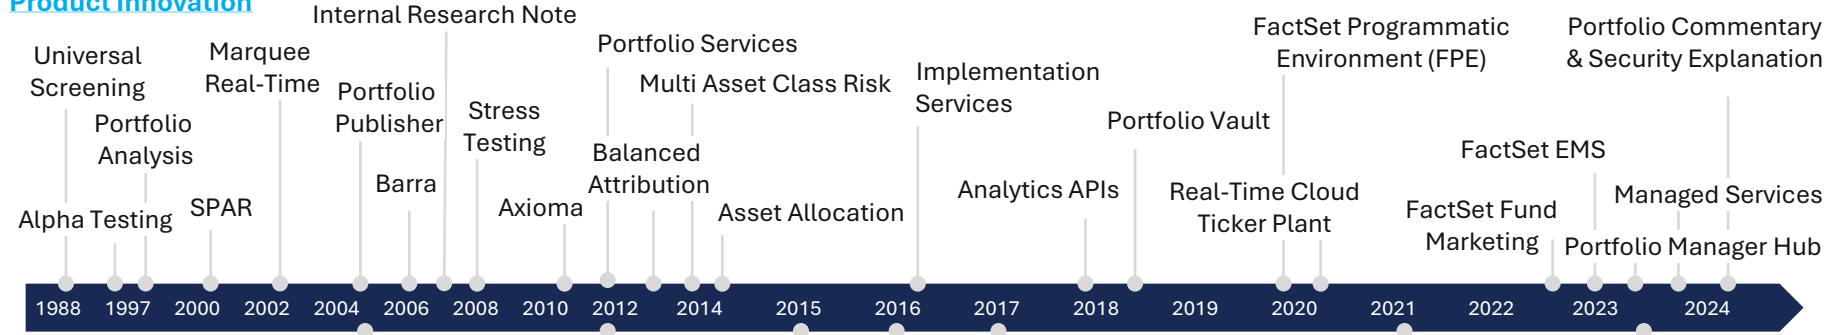 Product Innovation
Internal Research Note
Universal
Screening
Marquee
Real-Time
Portfolio Services
FactSet Programmatic
Environment (FPE)
Portfolio Commentary
& Security Explanation
Multi Asset Class Risk
Implementation
Services
Portfolio
Publisher
Portfolio
Analysis
Stress
Testing
Portfolio Vault
Balanced
Attribution
FactSet EMS
Barra
Analytics APIs
Real-Time Cloud
Ticker Plant
Managed Services
Alpha Testing
SPAR
Axioma
Asset Allocation
FactSet Fund
Marketing
Portfolio Manager Hub
1988 1997 2000 2002 2004 2006 2008 2010 2012 2014 2015 2016 2017 2018 2019 2020 2021 2022 2023 2024